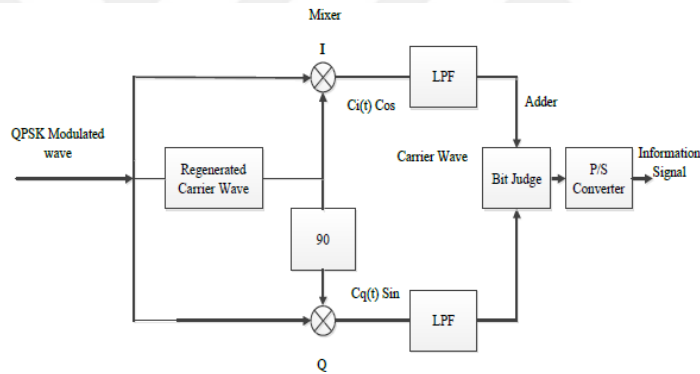 Mixer
I
LPF
Ci(t) Cos
Adder
QPSK Modulated
wave
Regenerated
Carrier Wave
Carrier Wave
Bit Judge
P/S
Converter
Information
Signal
90
Cq(t) Sin
LPF
Q